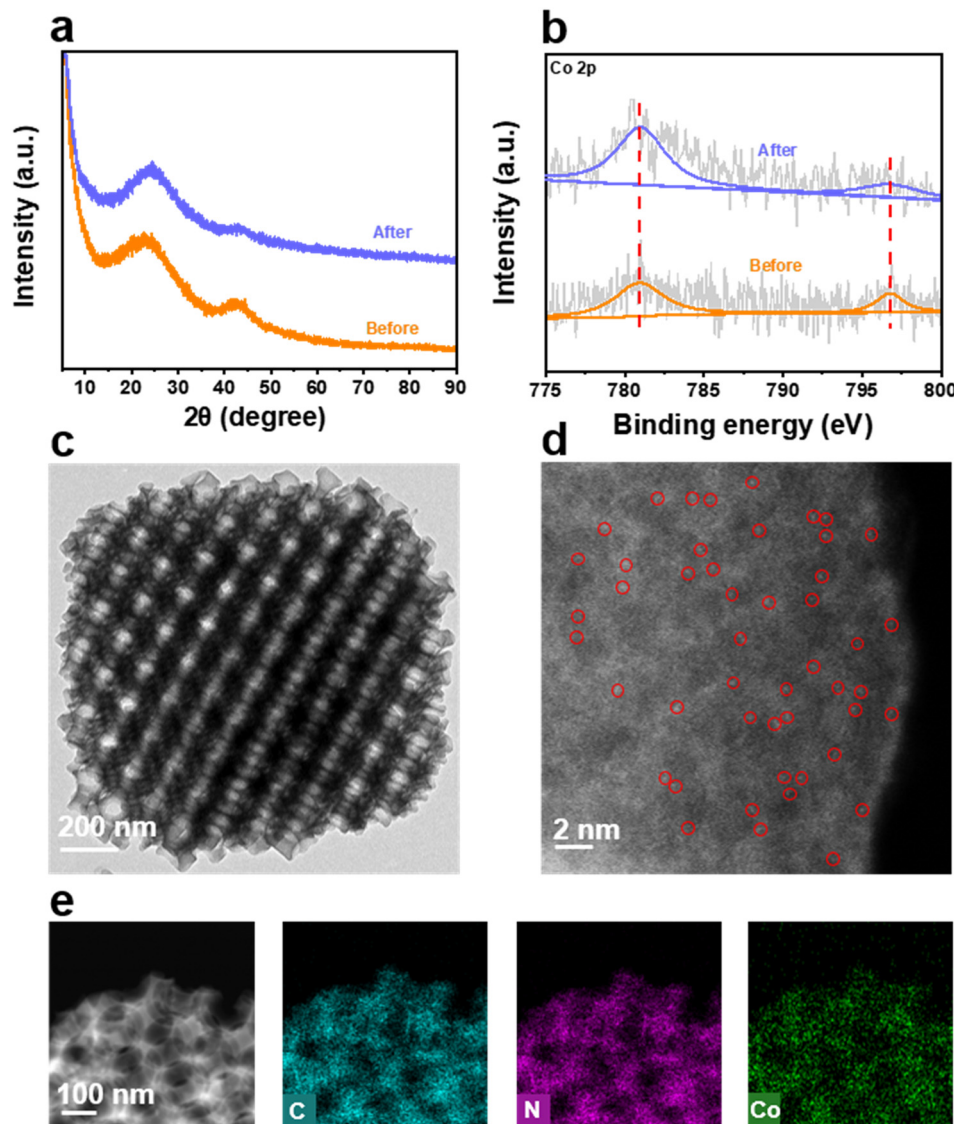 a
Intensity (a.u.)
After
Before
10 20 30 40 50 60 70 80 90
2θ (degree)
b
Co 2p
Intensity (a.u.)
After
Before
775 780 785 790 795 800
Binding energy (eV)
c
200 nm
d
2 nm
e
100 nm
C
N
Co